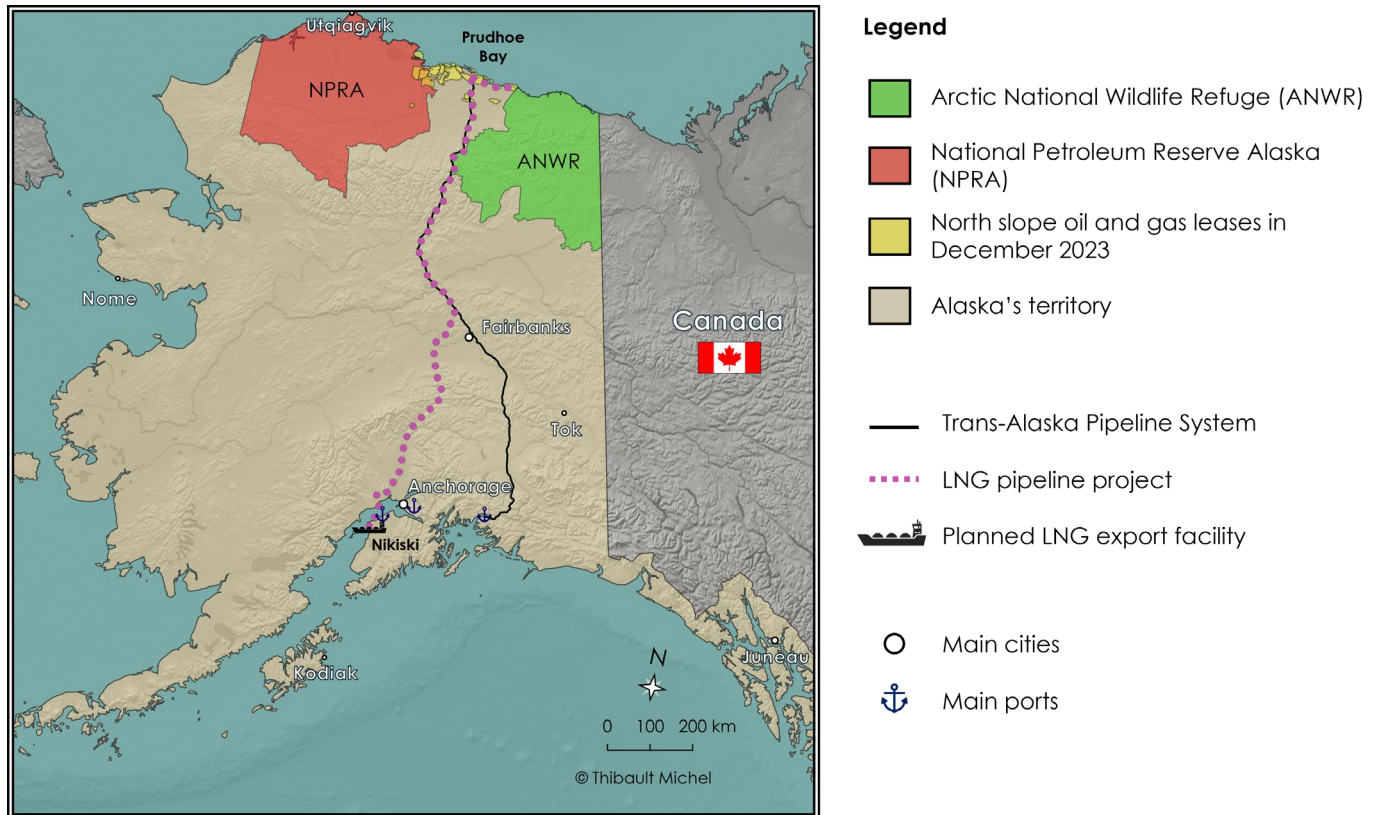 Utqiagvik
Prudhoe
Bay
NPRA
ANWR
Nome
Fairbanks
Canada
Tok
Anchorage
Nikiski
Kodiak
Juneau
N
0 100 200 km
© Thibault Michel
Legend
Arctic National Wildlife Refuge (ANWR)
National Petroleum Reserve Alaska
(NPRA)
North slope oil and gas leases in
December 2023
Alaska's territory
Trans-Alaska Pipeline System
LNG pipeline project
Planned LNG export facility
Main cities
Main ports